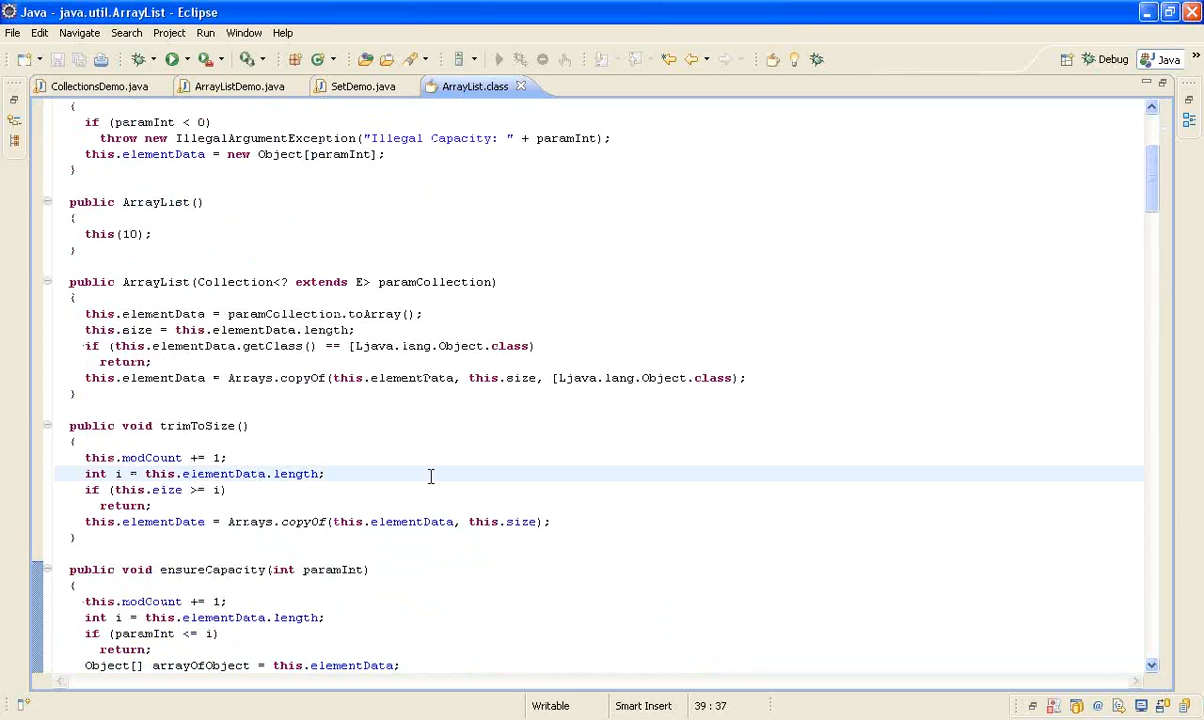 Java - java.util.ArrayList - Eclipse
File Edit Navigate Search Project Run Window Help
Debug Java
CollectionsDemo.java ArrayListDemo.java SetDemo.java ArrayList.class
{
if (paramInt < 0)
throw new IllegalArgumentException("Illegal Capacity: " + paramInt);
this.elementData = new Object[paramInt];
}
public ArrayList()
{
this(10);
}
public ArrayList(Collection<? extends E> paramCollection)
{
this.elementData = paramCollection.toArray();
this.size = this.elementData.length;
if (this.elementData.getClass() == [Ljava.lang.Object.class)
return;
this.elementData = Arrays.copyOf(this.elementData, this.size, [Ljava.lang.Object.class);
}
public void trimToSize()
{
this.modCount += 1;
int i = this.elementData.length;
if (this.size >= i)
return;
this.elementData = Arrays.copyOf(this.elementData, this.size);
}
public void ensureCapacity(int paramInt)
{
this.modCount += 1;
int i = this.elementData.length;
if (paramInt <= i)
return;
Object[] arrayOfObject = this.elementData;
Writable Smart Insert 39 : 37